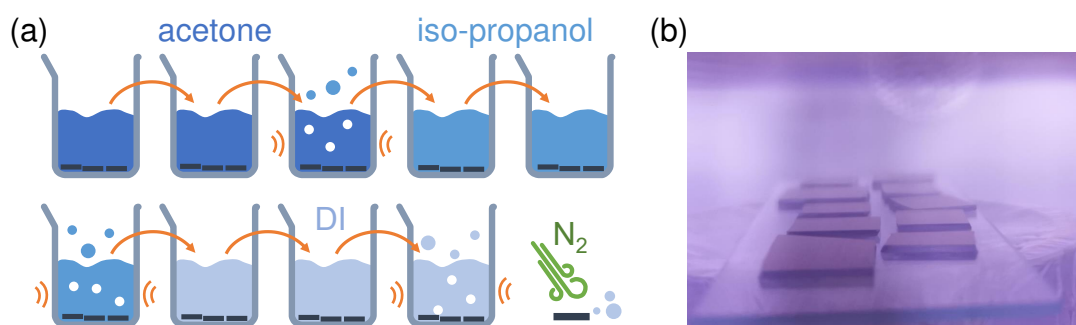 (a)
acetone
iso-propanol
(b)
DI
N₂